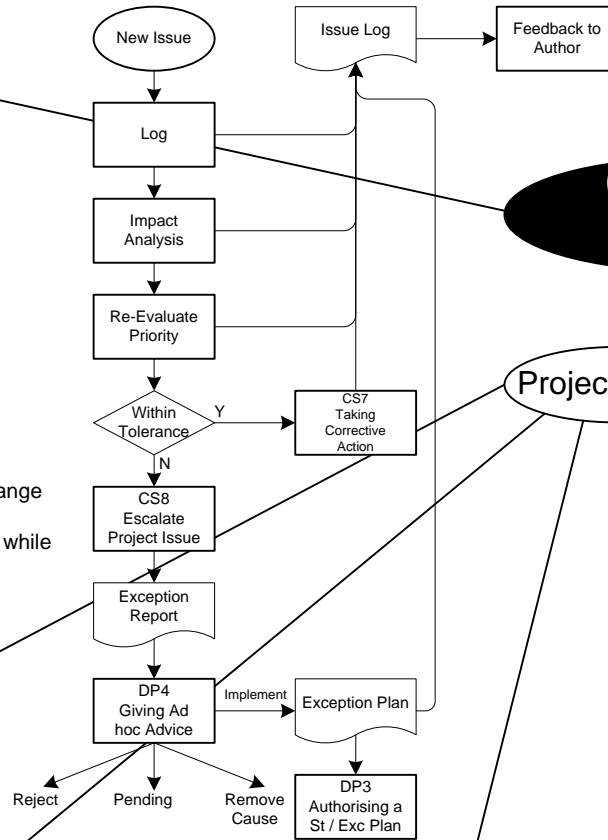 New Issue
Issue Log
Feedback to
Author
Log
Impact
Analysis
Re-Evaluate
Priority
Within
Tolerance
Y
N
CS7
Taking
Corrective
Action
CS8
Escalate
Project Issue
while
Exception
Report
DP4
Giving Ad
hoc Advice
Implement
Exception Plan
Reject
Pending
Remove
Cause
DP3
Authorising a
St / Exc Plan